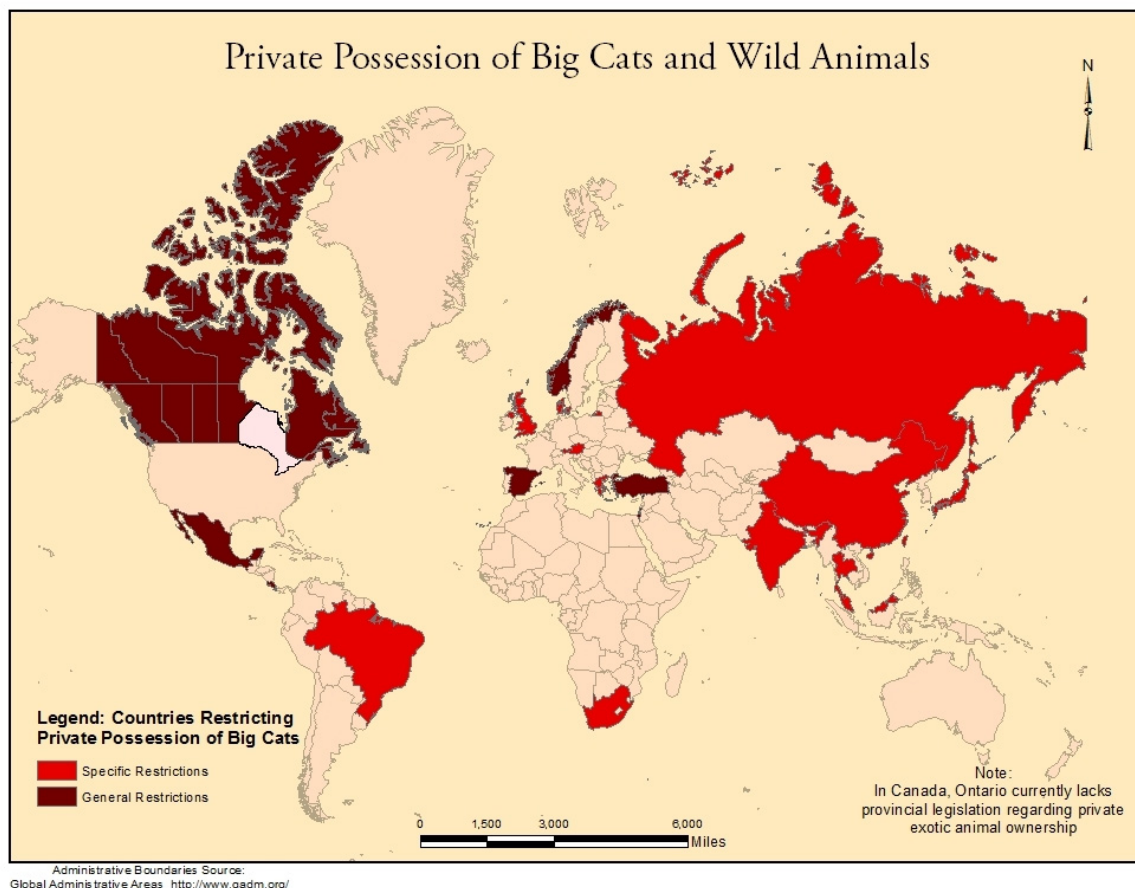 Private Possession of Big Cats and Wild Animals
N
Legend: Countries Restricting
Private Possession of Big Cats
Specific Restrictions
General Restrictions
0 1,500 3,000 6,000
Miles
Note:
In Canada, Ontario currently lacks
provincial legislation regarding private
exotic animal ownership
Administrative Boundaries Source:
Global Administrative Areas http://www.gadm.org/